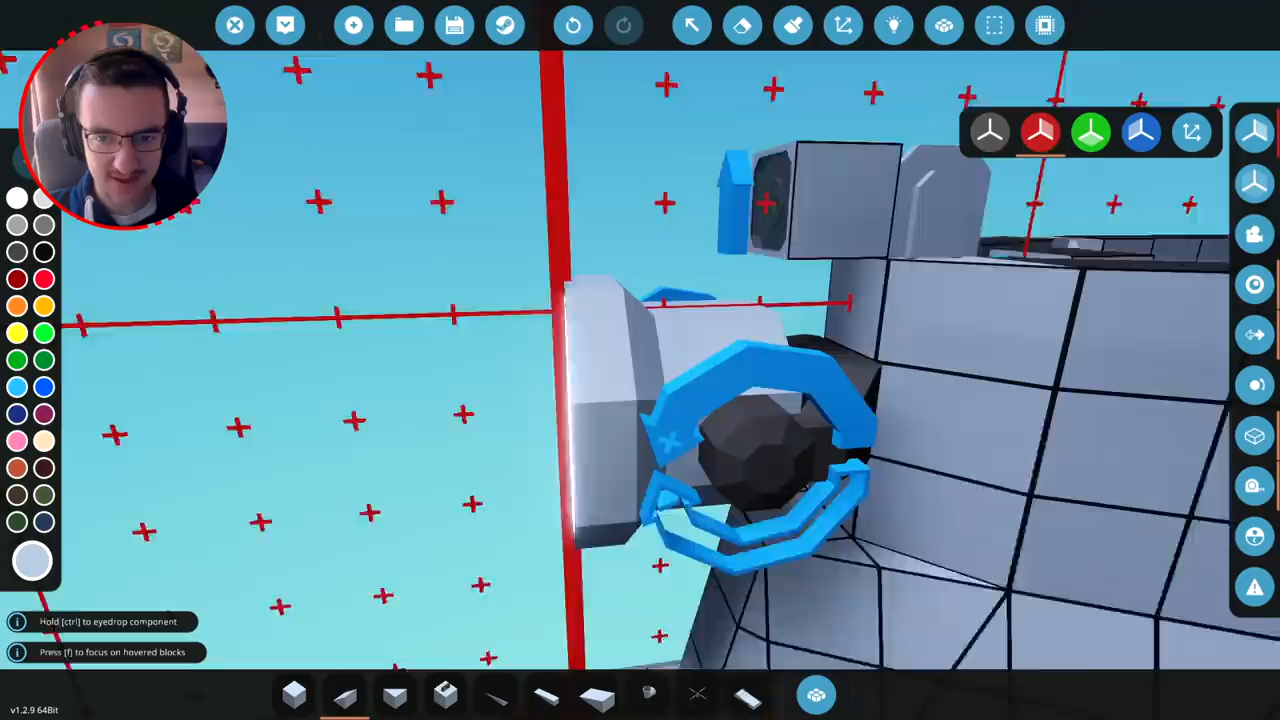 Hold [ctrl] to eyedrop component
Press [f] to focus on hovered blocks
v1.2.9 64Bit